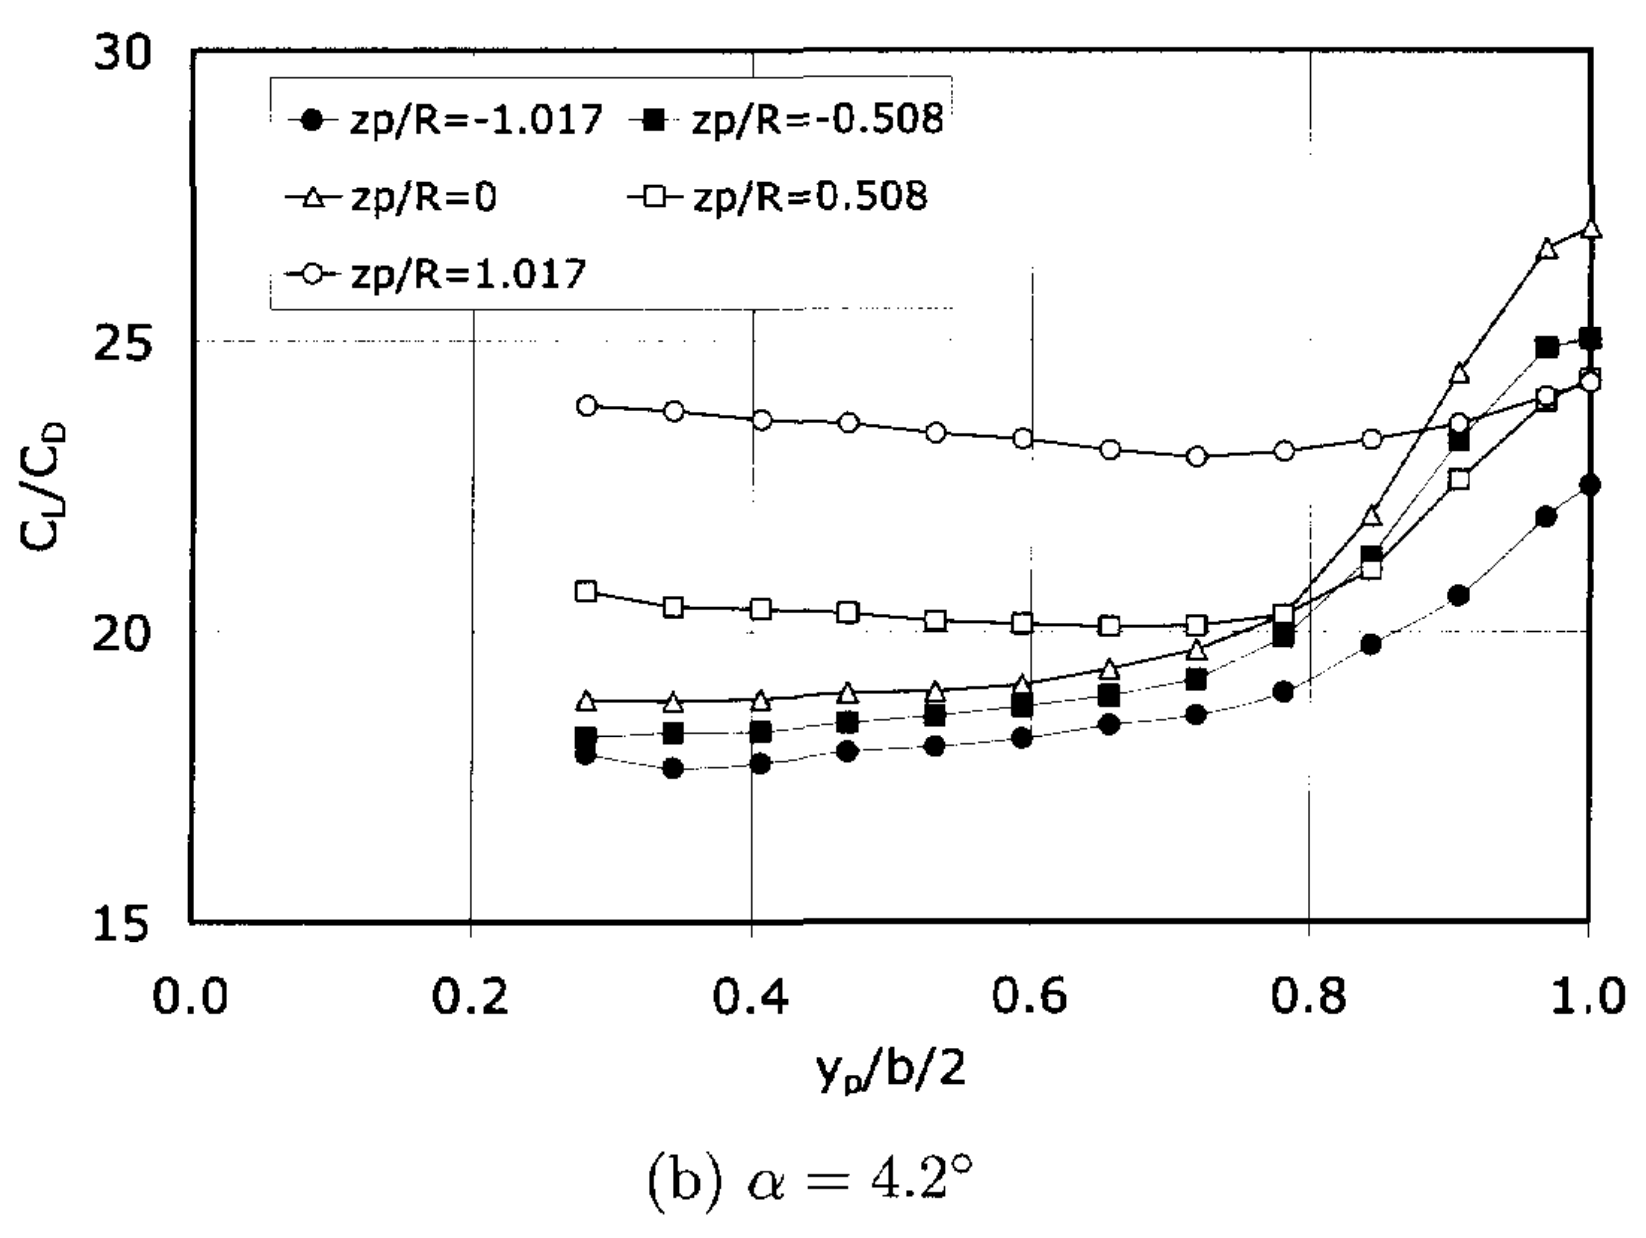 30
zp/R=-1.017 zp/R=-0.508
zp/R=0 zp/R=0.508
zp/R=1.017
25
C_L/C_D
20
15
0.0 0.2 0.4 0.6 0.8 1.0
y_p/b/2
(b) α = 4.2°